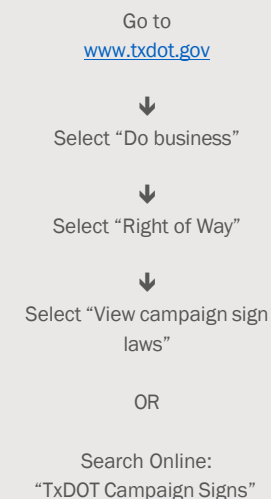 Go to
www.txdot.gov
🡻
Select “Do business”
🡻
Select “Right of Way”
🡻
Select “View campaign sign
laws”
OR
Search Online:
“TxDOT Campaign Signs”